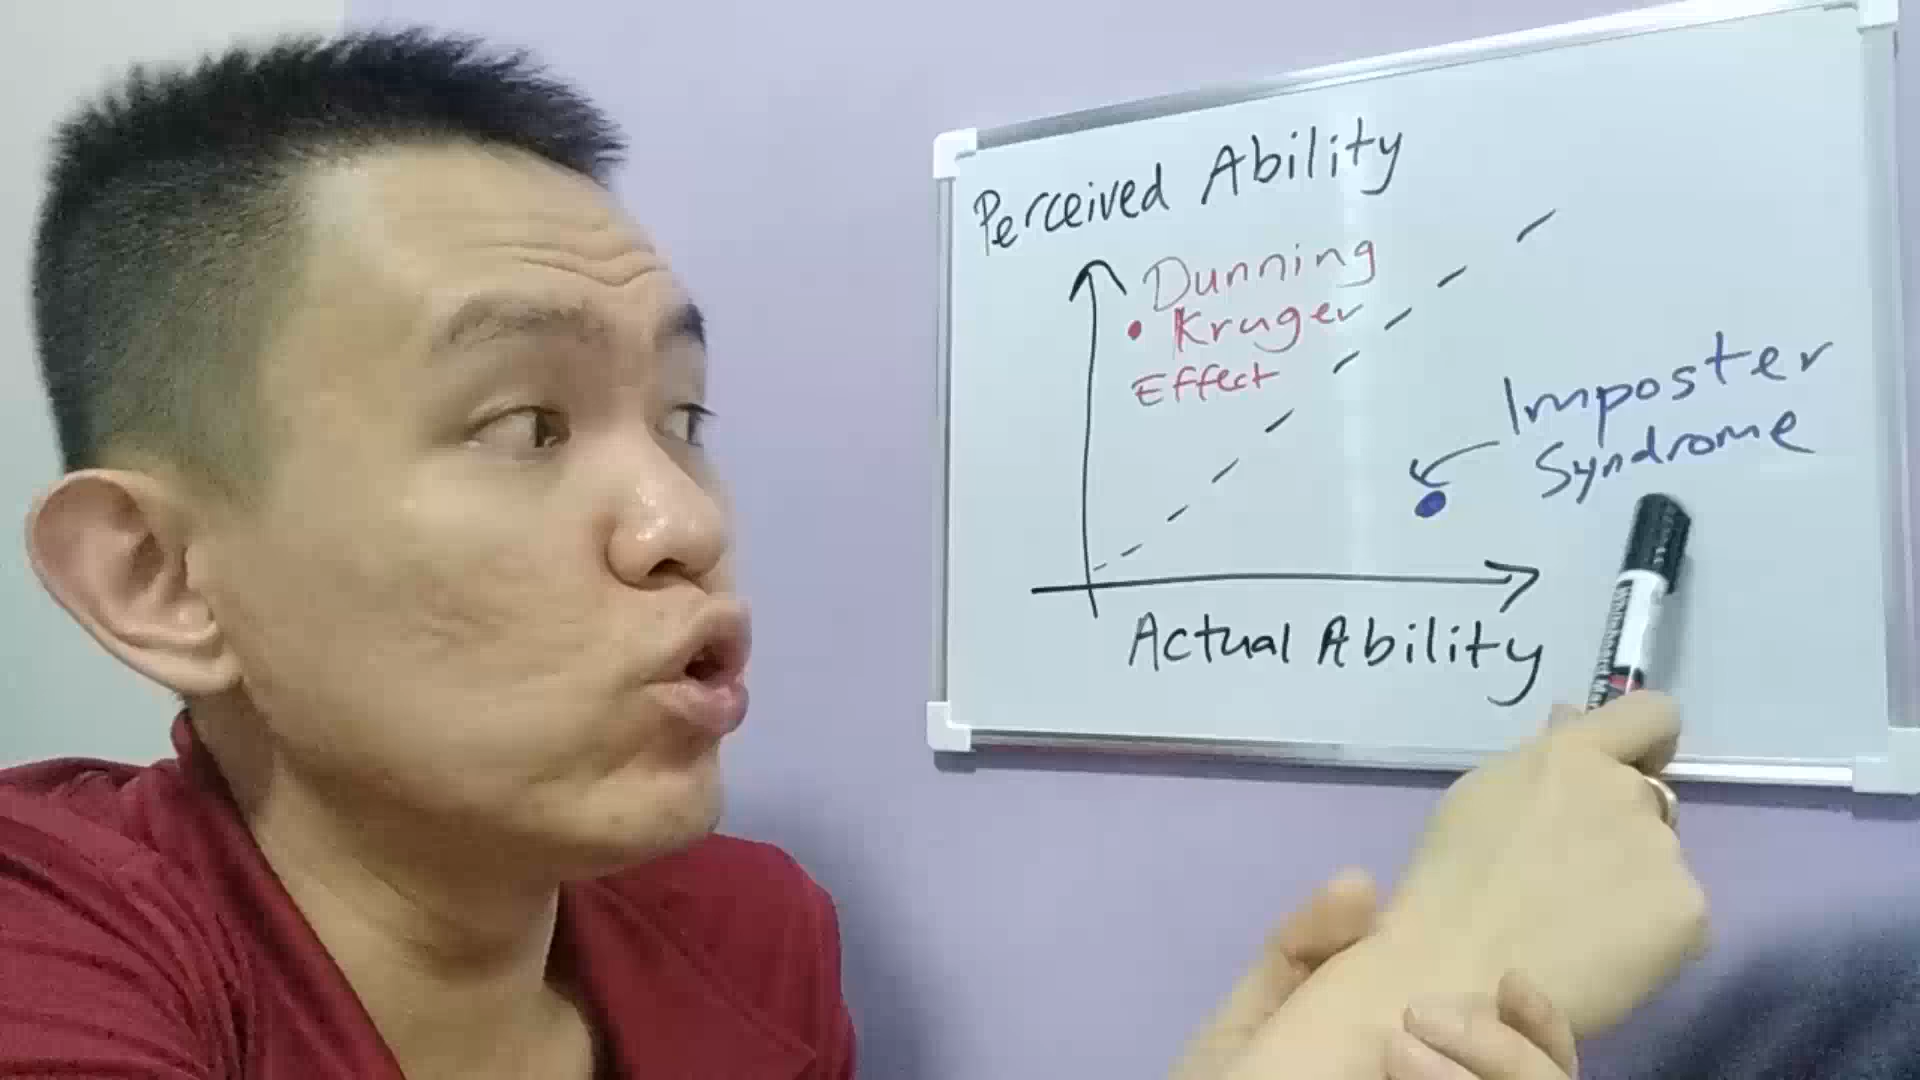 Perceived Ability
Dunning
Kruger
Effect
Imposter
Syndrome
Actual Ability